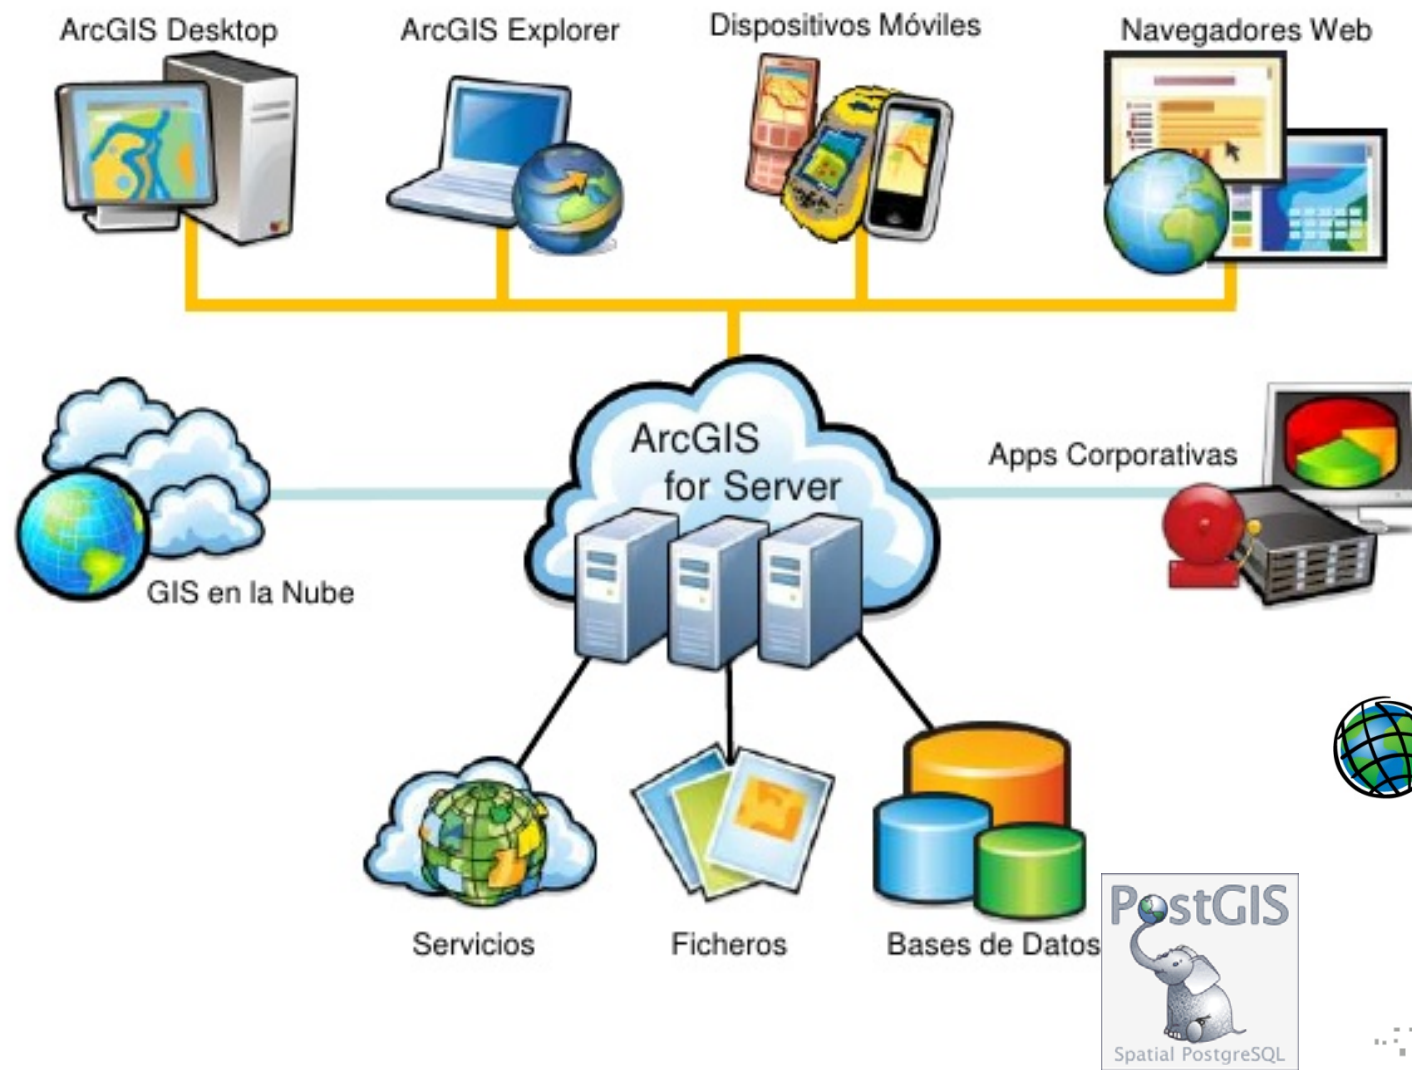 ArcGIS Desktop
ArcGIS Explorer
Dispositivos Móviles
Navegadores Web
ArcGIS
for Server
Apps Corporativas
GIS en la Nube
Servicios
Ficheros
Bases de Datos
PostGIS
Spatial PostgreSQL